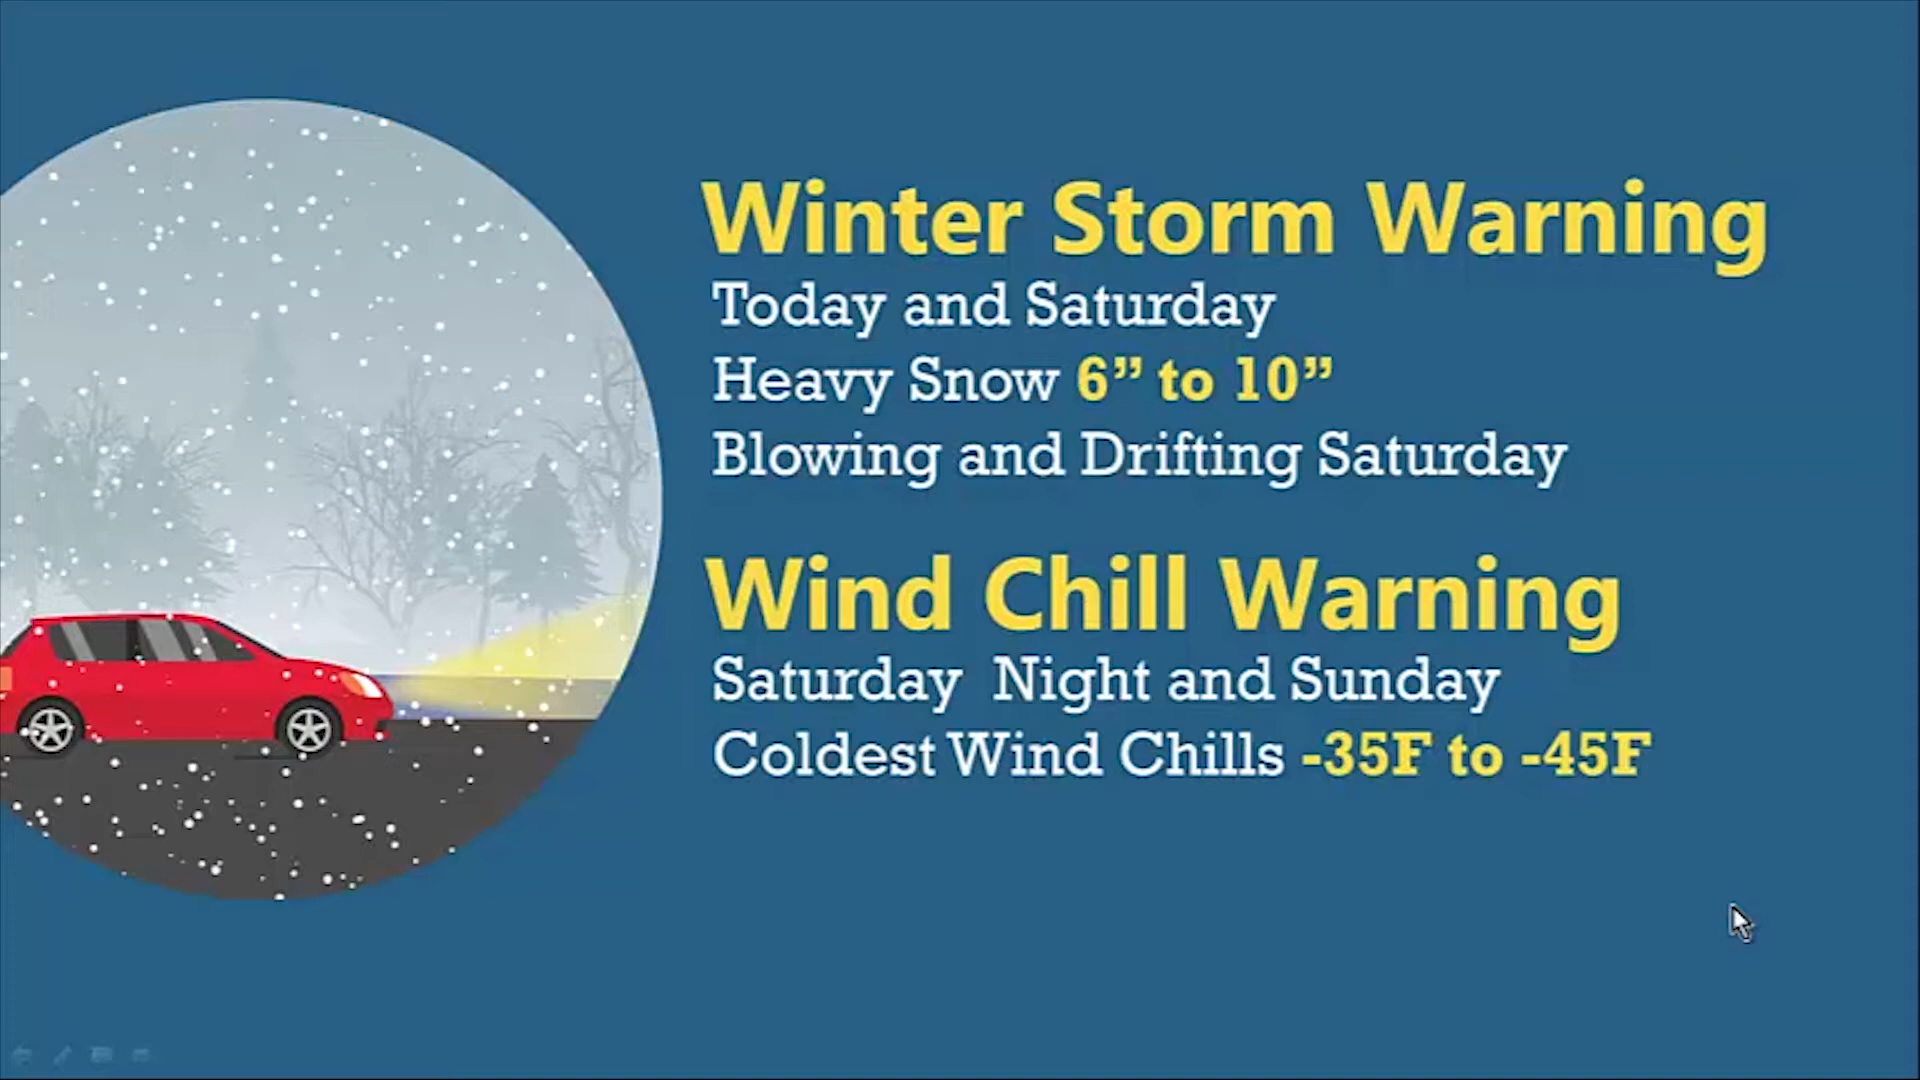 Winter Storm Warning
Today and Saturday
Heavy Snow 6” to 10”
Blowing and Drifting Saturday
Wind Chill Warning
Saturday  Night and Sunday
Coldest Wind Chills -35F to -45F